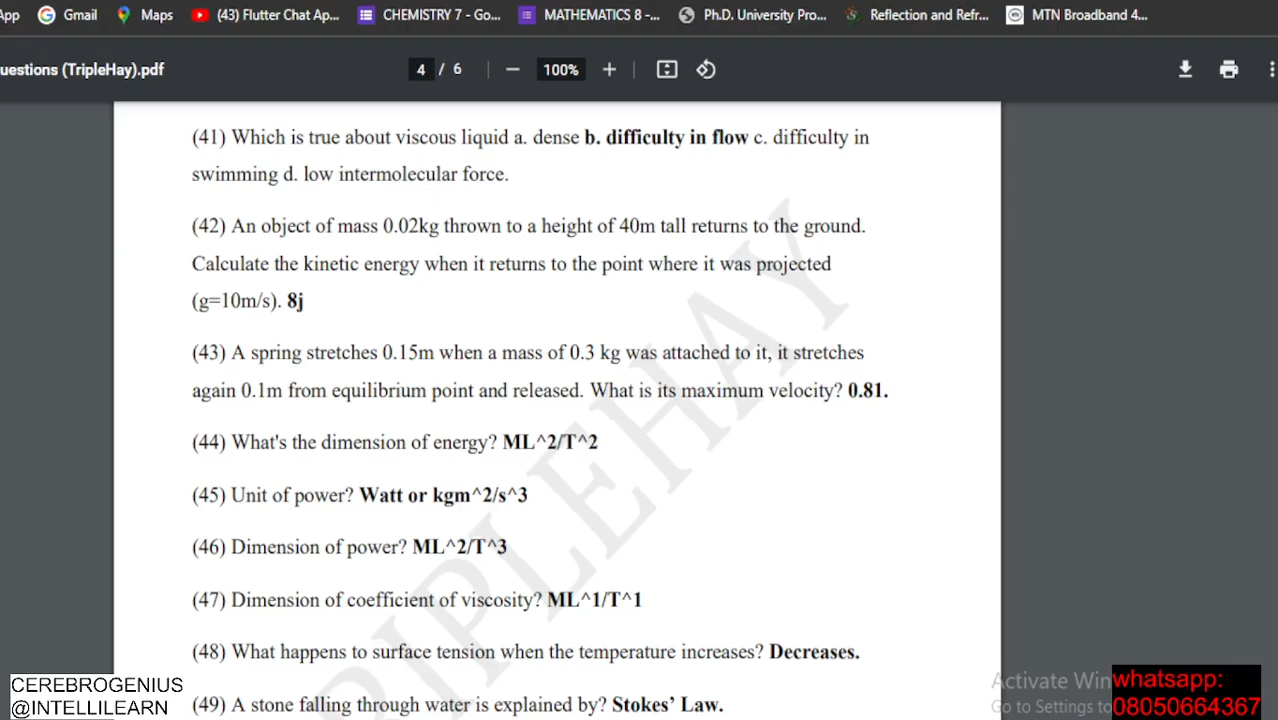 App Gmail Maps (43) Flutter Chat Ap... CHEMISTRY 7 - Go... MATHEMATICS 8 -... Ph.D. University Pro... Reflection and Refr... MTN Broadband 4...
uestions (TripleHay).pdf 4 / 6 100%
(41) Which is true about viscous liquid a. dense b. difficulty in flow c. difficulty in
swimming d. low intermolecular force.
(42) An object of mass 0.02kg thrown to a height of 40m tall returns to the ground.
Calculate the kinetic energy when it returns to the point where it was projected
(g=10m/s). 8j
(43) A spring stretches 0.15m when a mass of 0.3 kg was attached to it, it stretches
again 0.1m from equilibrium point and released. What is its maximum velocity? 0.81.
(44) What's the dimension of energy? ML^2/T^2
(45) Unit of power? Watt or kgm^2/s^3
(46) Dimension of power? ML^2/T^3
(47) Dimension of coefficient of viscosity? ML^1/T^1
(48) What happens to surface tension when the temperature increases? Decreases.
(49) A stone falling through water is explained by? Stokes' Law.
RIPLEHAY
CEREBROGENIUS
@INTELLILEARN
Activate Win
Go to Settings to
whatsapp:
08050664367